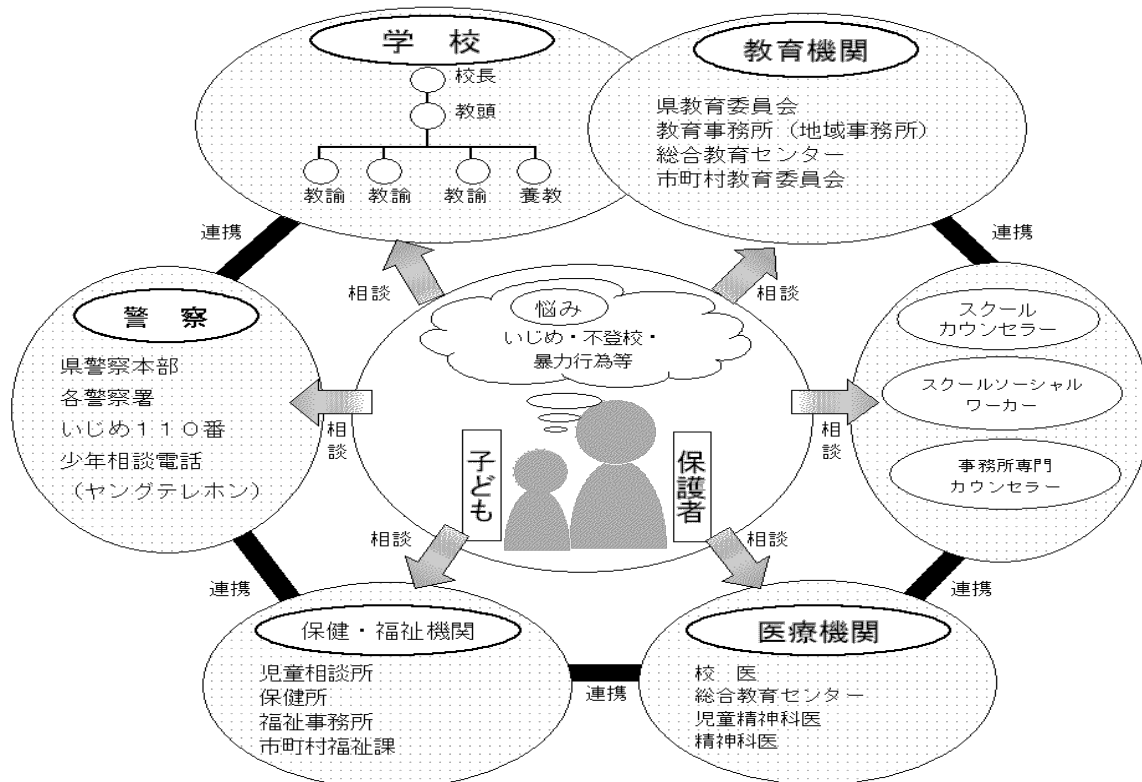 学　校
校長
教頭
教諭
教諭
教諭
養教
教育機関
県教育委員会
教育事務所（地域事務所）
総合教育センター
市町村教育委員会
連携
連携
相談
相談
悩み
いじめ・不登校・
暴力行為等
警　察
県警察本部
各警察署
いじめ１１０番
少年相談電話
（ヤングテレホン）
相談
相談
スクール
カウンセラー
スクールソーシャル
ワーカー
事務所専門
カウンセラー
子ども
保護者
相談
相談
連携
連携
保健・福祉機関
児童相談所
保健所
福祉事務所
市町村福祉課
連携
医療機関
校　医
総合教育センター
児童精神科医
精神科医